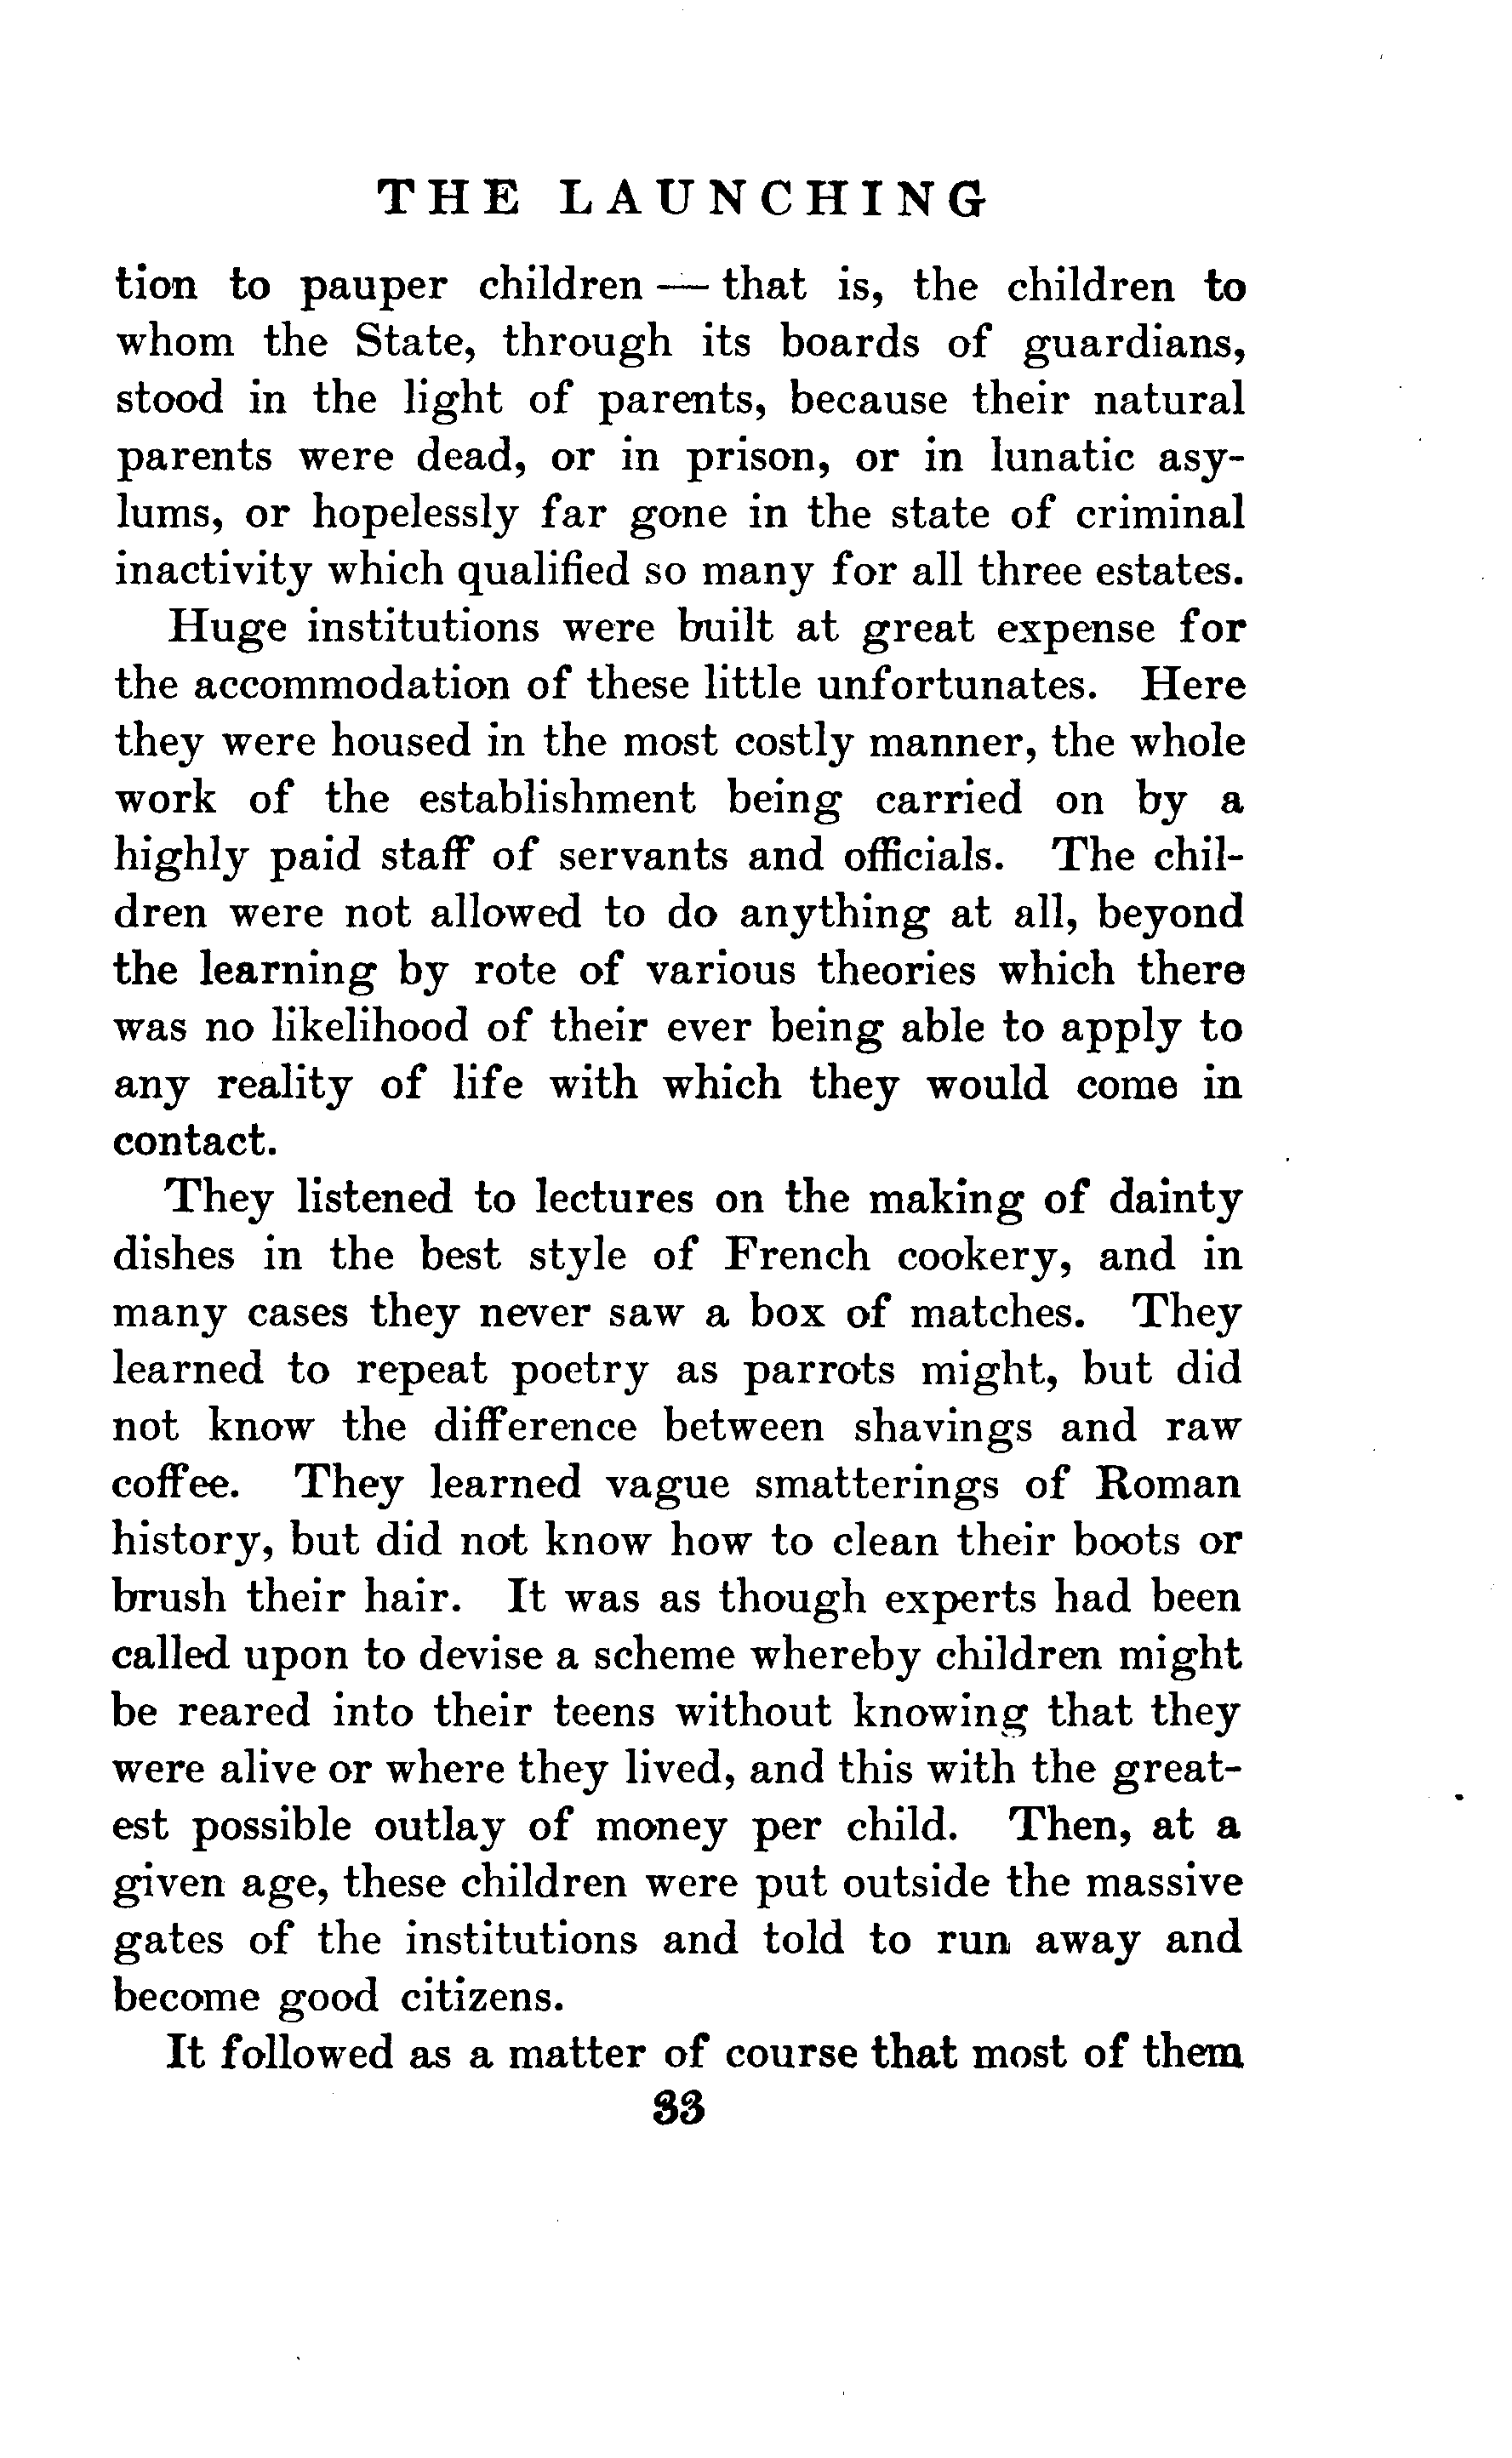 THE LAUNCHING
tion to pauper children — that is, the children to
whom the State, through its boards of guardians,
stood in the light of parents, because their natural
parents were dead, or in prison, or in lunatic asy-
lums, or hopelessly far gone in the state of criminal
inactivity which qualified so many for all three estates.
Huge institutions were built at great expense for
the accommodation of these little unfortunates. Here
they were housed in the most costly manner, the whole
work of the establishment being carried on by a
highly paid staff of servants and officials. The chil-
dren were not allowed to do anything at all, beyond
the learning by rote of various theories which there
was no likelihood of their ever being able to apply to
any reality of life with which they would come in
contact.
They listened to lectures on the making of dainty
dishes in the best style of French cookery, and in
many cases they never saw a box of matches. They
learned to repeat poetry as parrots might, but did
not know the difference between shavings and raw
coffee. They learned vague smatterings of Roman
history, but did not know how to clean their boots or
brush their hair. It was as though experts had been
called upon to devise a scheme whereby children might
be reared into their teens without knowing that they
were alive or where they lived, and this with the great-
est possible outlay of money per child. Then, at a
given age, these children were put outside the massive
gates of the institutions and told to run away and
become good citizens.
It followed as a matter of course that most of them
33